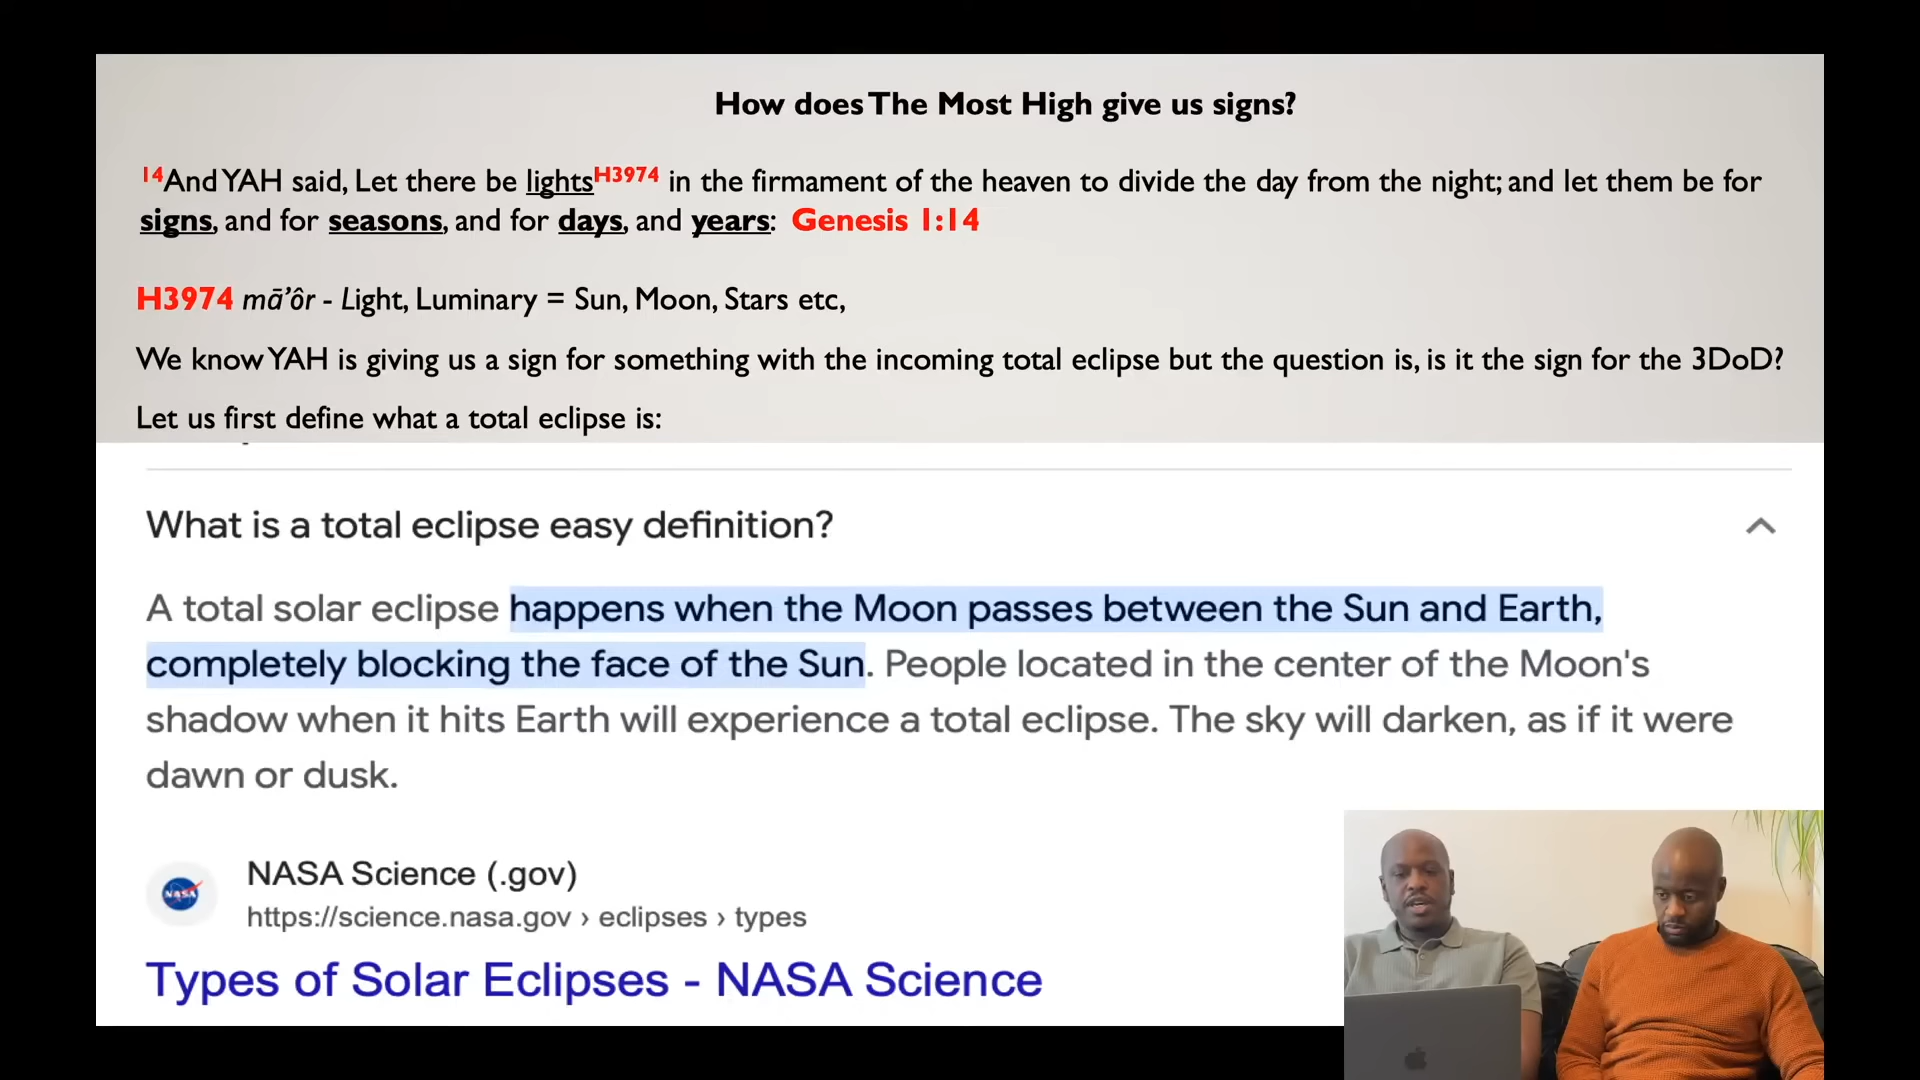 How does The Most High give us signs?
14And YAH said, Let there be lightsH3974 in the firmament of the heaven to divide the day from the night; and let them be for
signs, and for seasons, and for days, and years: Genesis 1:14
H3974 mā'ôr - Light, Luminary = Sun, Moon, Stars etc,
We know YAH is giving us a sign for something with the incoming total eclipse but the question is, is it the sign for the 3DoD?
Let us first define what a total eclipse is:
What is a total eclipse easy definition?
A total solar eclipse happens when the Moon passes between the Sun and Earth,
completely blocking the face of the Sun. People located in the center of the Moon's
shadow when it hits Earth will experience a total eclipse. The sky will darken, as if it were
dawn or dusk.
NASA
NASA Science (.gov)
https://science.nasa.gov › eclipses › types
Types of Solar Eclipses - NASA Science